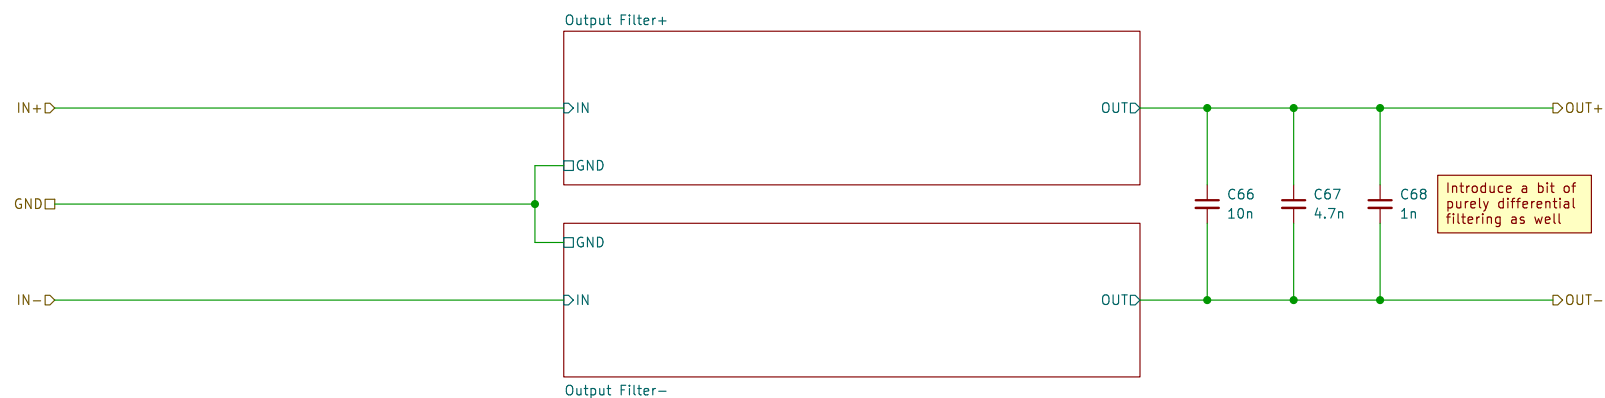 Output Filter+
IN+
IN
OUT
OUT+
GND
GND
C66
10n
C67
4.7n
C68
1n
Introduce a bit of
purely differential
filtering as well
GND
IN-
IN
OUT
OUT-
Output Filter-